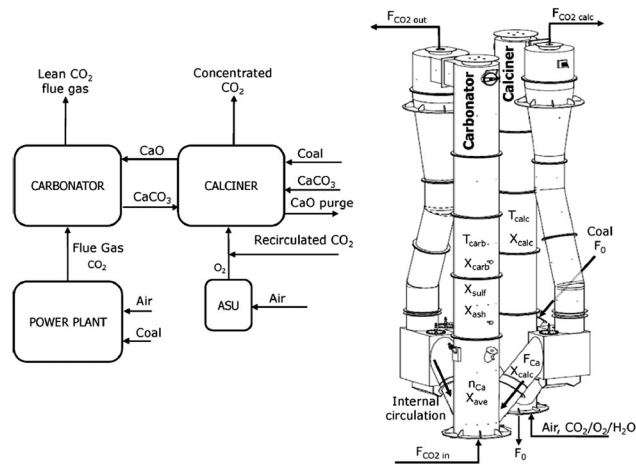 Lean CO2
flue gas
Concentrated
CO2
CARBONATOR
CaO
CaCO3
CALCINER
Coal
CaCO3
CaO purge
Flue Gas
CO2
O2
Recirculated CO2
POWER PLANT
Air
Coal
ASU
Air
FCO2 out
FCO2 calc
Carbonator
Calciner
Tcarb
Xcarb
Xsulf
Xash
Tcalc
Xcalc
Coal
F0
FCa
Xcalc
nCa
Xave
Internal
circulation
FCO2 in
F0
Air, CO2/O2/H2O